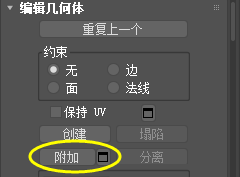 编辑几何体
重复上一个
约束
无 边
面 法线
保持 UV
创建 塌陷
附加 分离